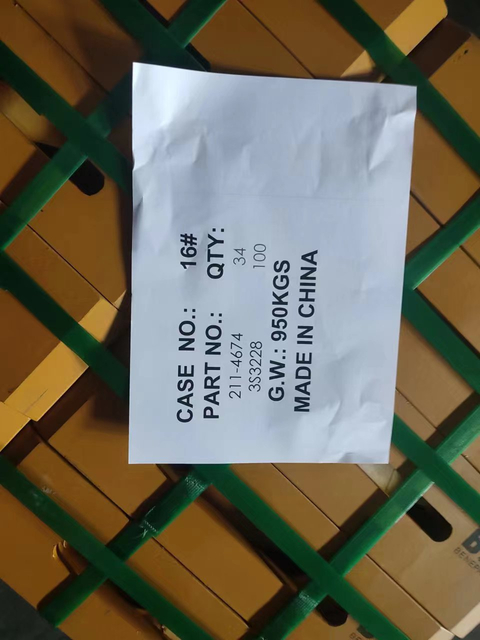 CASE NO.: 16#
PART NO.: QTY:
211-4674 34
3S3228 100
G.W.: 950KGS
MADE IN CHINA